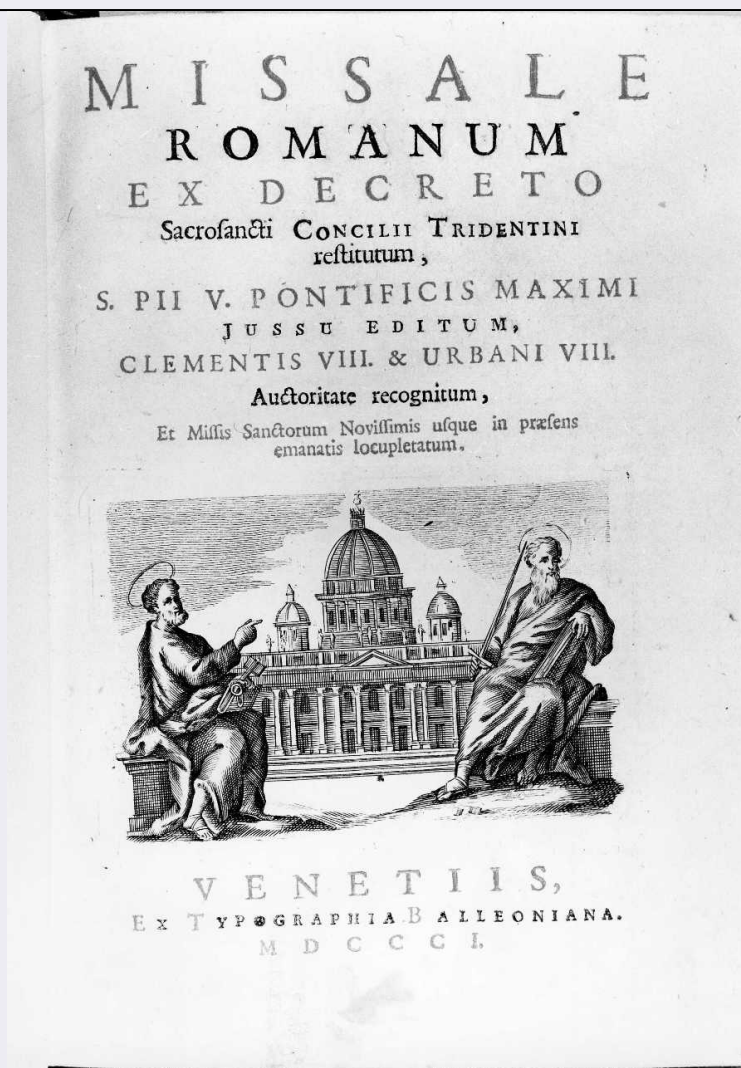 MISSALE
ROMANUM
EX DECRETO
Sacroſancti CONCILII TRIDENTINI
reſtitutum,
S. PII V. PONTIFICIS MAXIMI
JUSSU EDITUM,
CLEMENTIS VIII. & URBANI VIII.
Auctoritate recognitum,
Et Miſſis Sanctorum Noviſſimis uſque in præſens
emanatis locupletatum.
VENETIIS,
EX TYPOGRAPHIA BALLEONIANA.
MDCCCI.